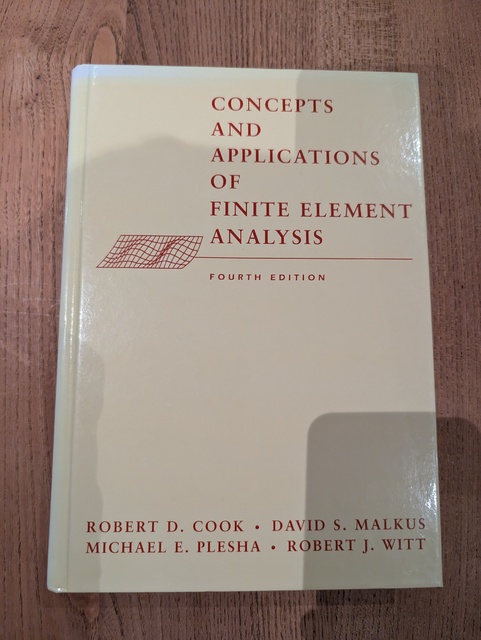 CONCEPTS
AND
APPLICATIONS
OF
FINITE ELEMENT
ANALYSIS
FOURTH EDITION
ROBERT D. COOK • DAVID S. MALKUS
MICHAEL E. PLESHA • ROBERT J. WITT